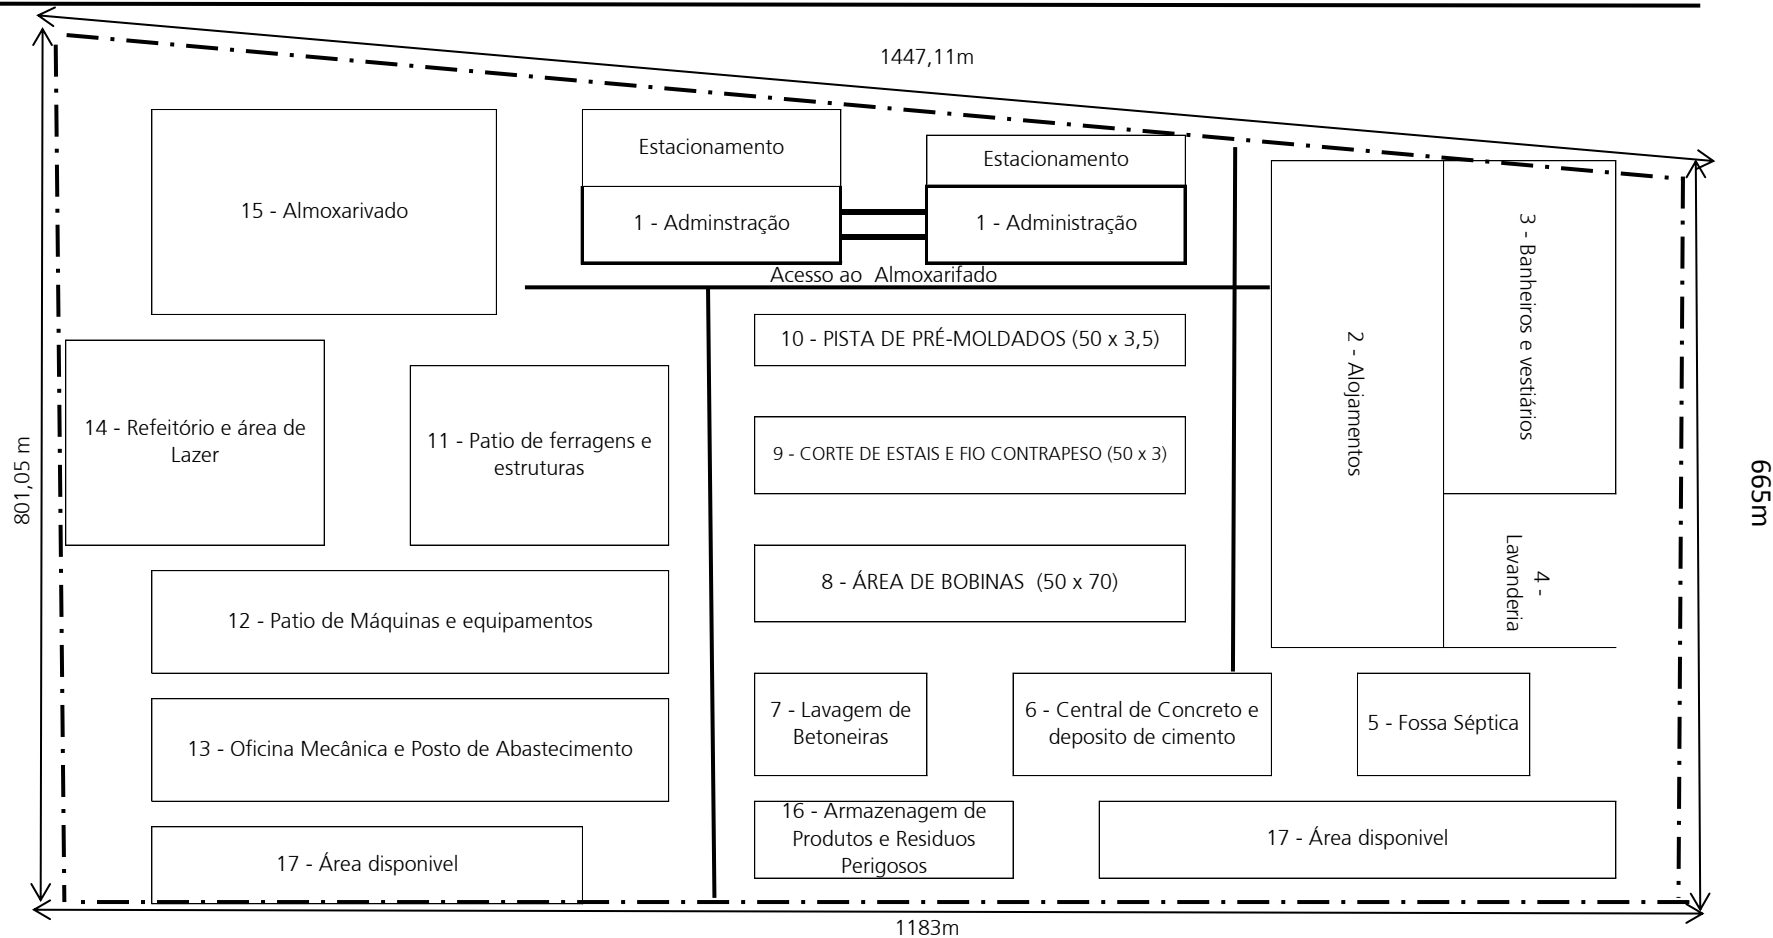 1447,11m
Estacionamento
Estacionamento
15 - Almoxarivado
1 - Adminstração
1 - Administração
Acesso ao Almoxarifado
3 - Banheiros e vestiários
2 - Alojamentos
10 - PISTA DE PRÉ-MOLDADOS (50 x 3,5)
14 - Refeitório e área de
Lazer
11 - Patio de ferragens e
estruturas
9 - CORTE DE ESTAIS E FIO CONTRAPESO (50 x 3)
801,05 m
665m
8 - ÁREA DE BOBINAS (50 x 70)
4 -
Lavanderia
12 - Patio de Máquinas e equipamentos
7 - Lavagem de
Betoneiras
6 - Central de Concreto e
deposito de cimento
5 - Fossa Séptica
13 - Oficina Mecânica e Posto de Abastecimento
16 - Armazenagem de
Produtos e Residuos
Perigosos
17 - Área disponivel
17 - Área disponivel
1183m